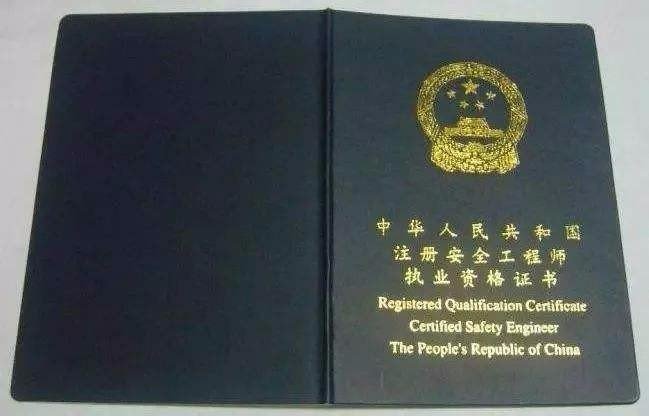 中华人民共和国
注册安全工程师
执业资格证书
Registered Qualification Certificate
Certified Safety Engineer
The People's Republic of China